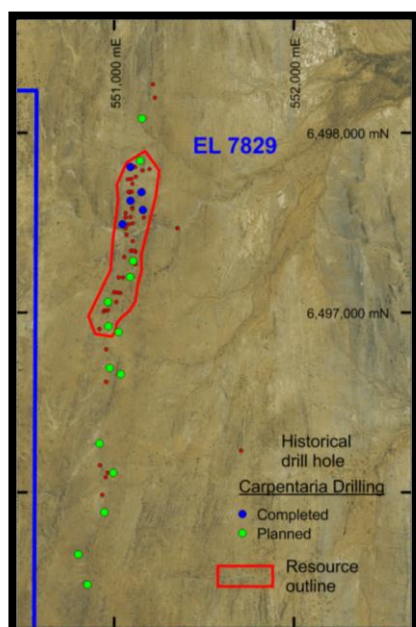 551,000 mE
552,000 mE
6,498,000 mN
EL 7829
6,497,000 mN
Historical
drill hole
Carpentaria Drilling
Completed
Planned
Resource
outline